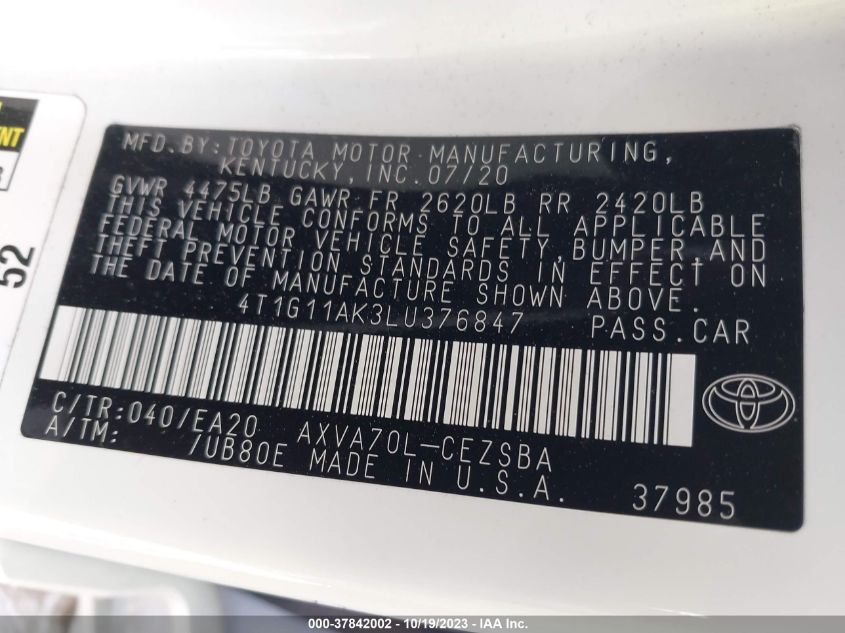 ENT
R
52
MFD.BY:TOYOTA MOTOR MANUFACTURING,
KENTUCKY,INC.07/20
GVWR 4475LB GAWR FR 2620LB RR 2420LB
THIS VEHICLE CONFORMS TO ALL APPLICABLE
FEDERAL MOTOR VEHICLE SAFETY,BUMPER,AND
THEFT PREVENTION STANDARDS IN EFFECT ON
THE DATE OF MANUFACTURE SHOWN ABOVE.
4T1G11AK3LU376847 PASS.CAR
C/TR:040/EA20 AXVA70L-CEZSBA
A/TM: /UB80E MADE IN U.S.A.
37985
000-37842002 - 10/19/2023 - IAA Inc.